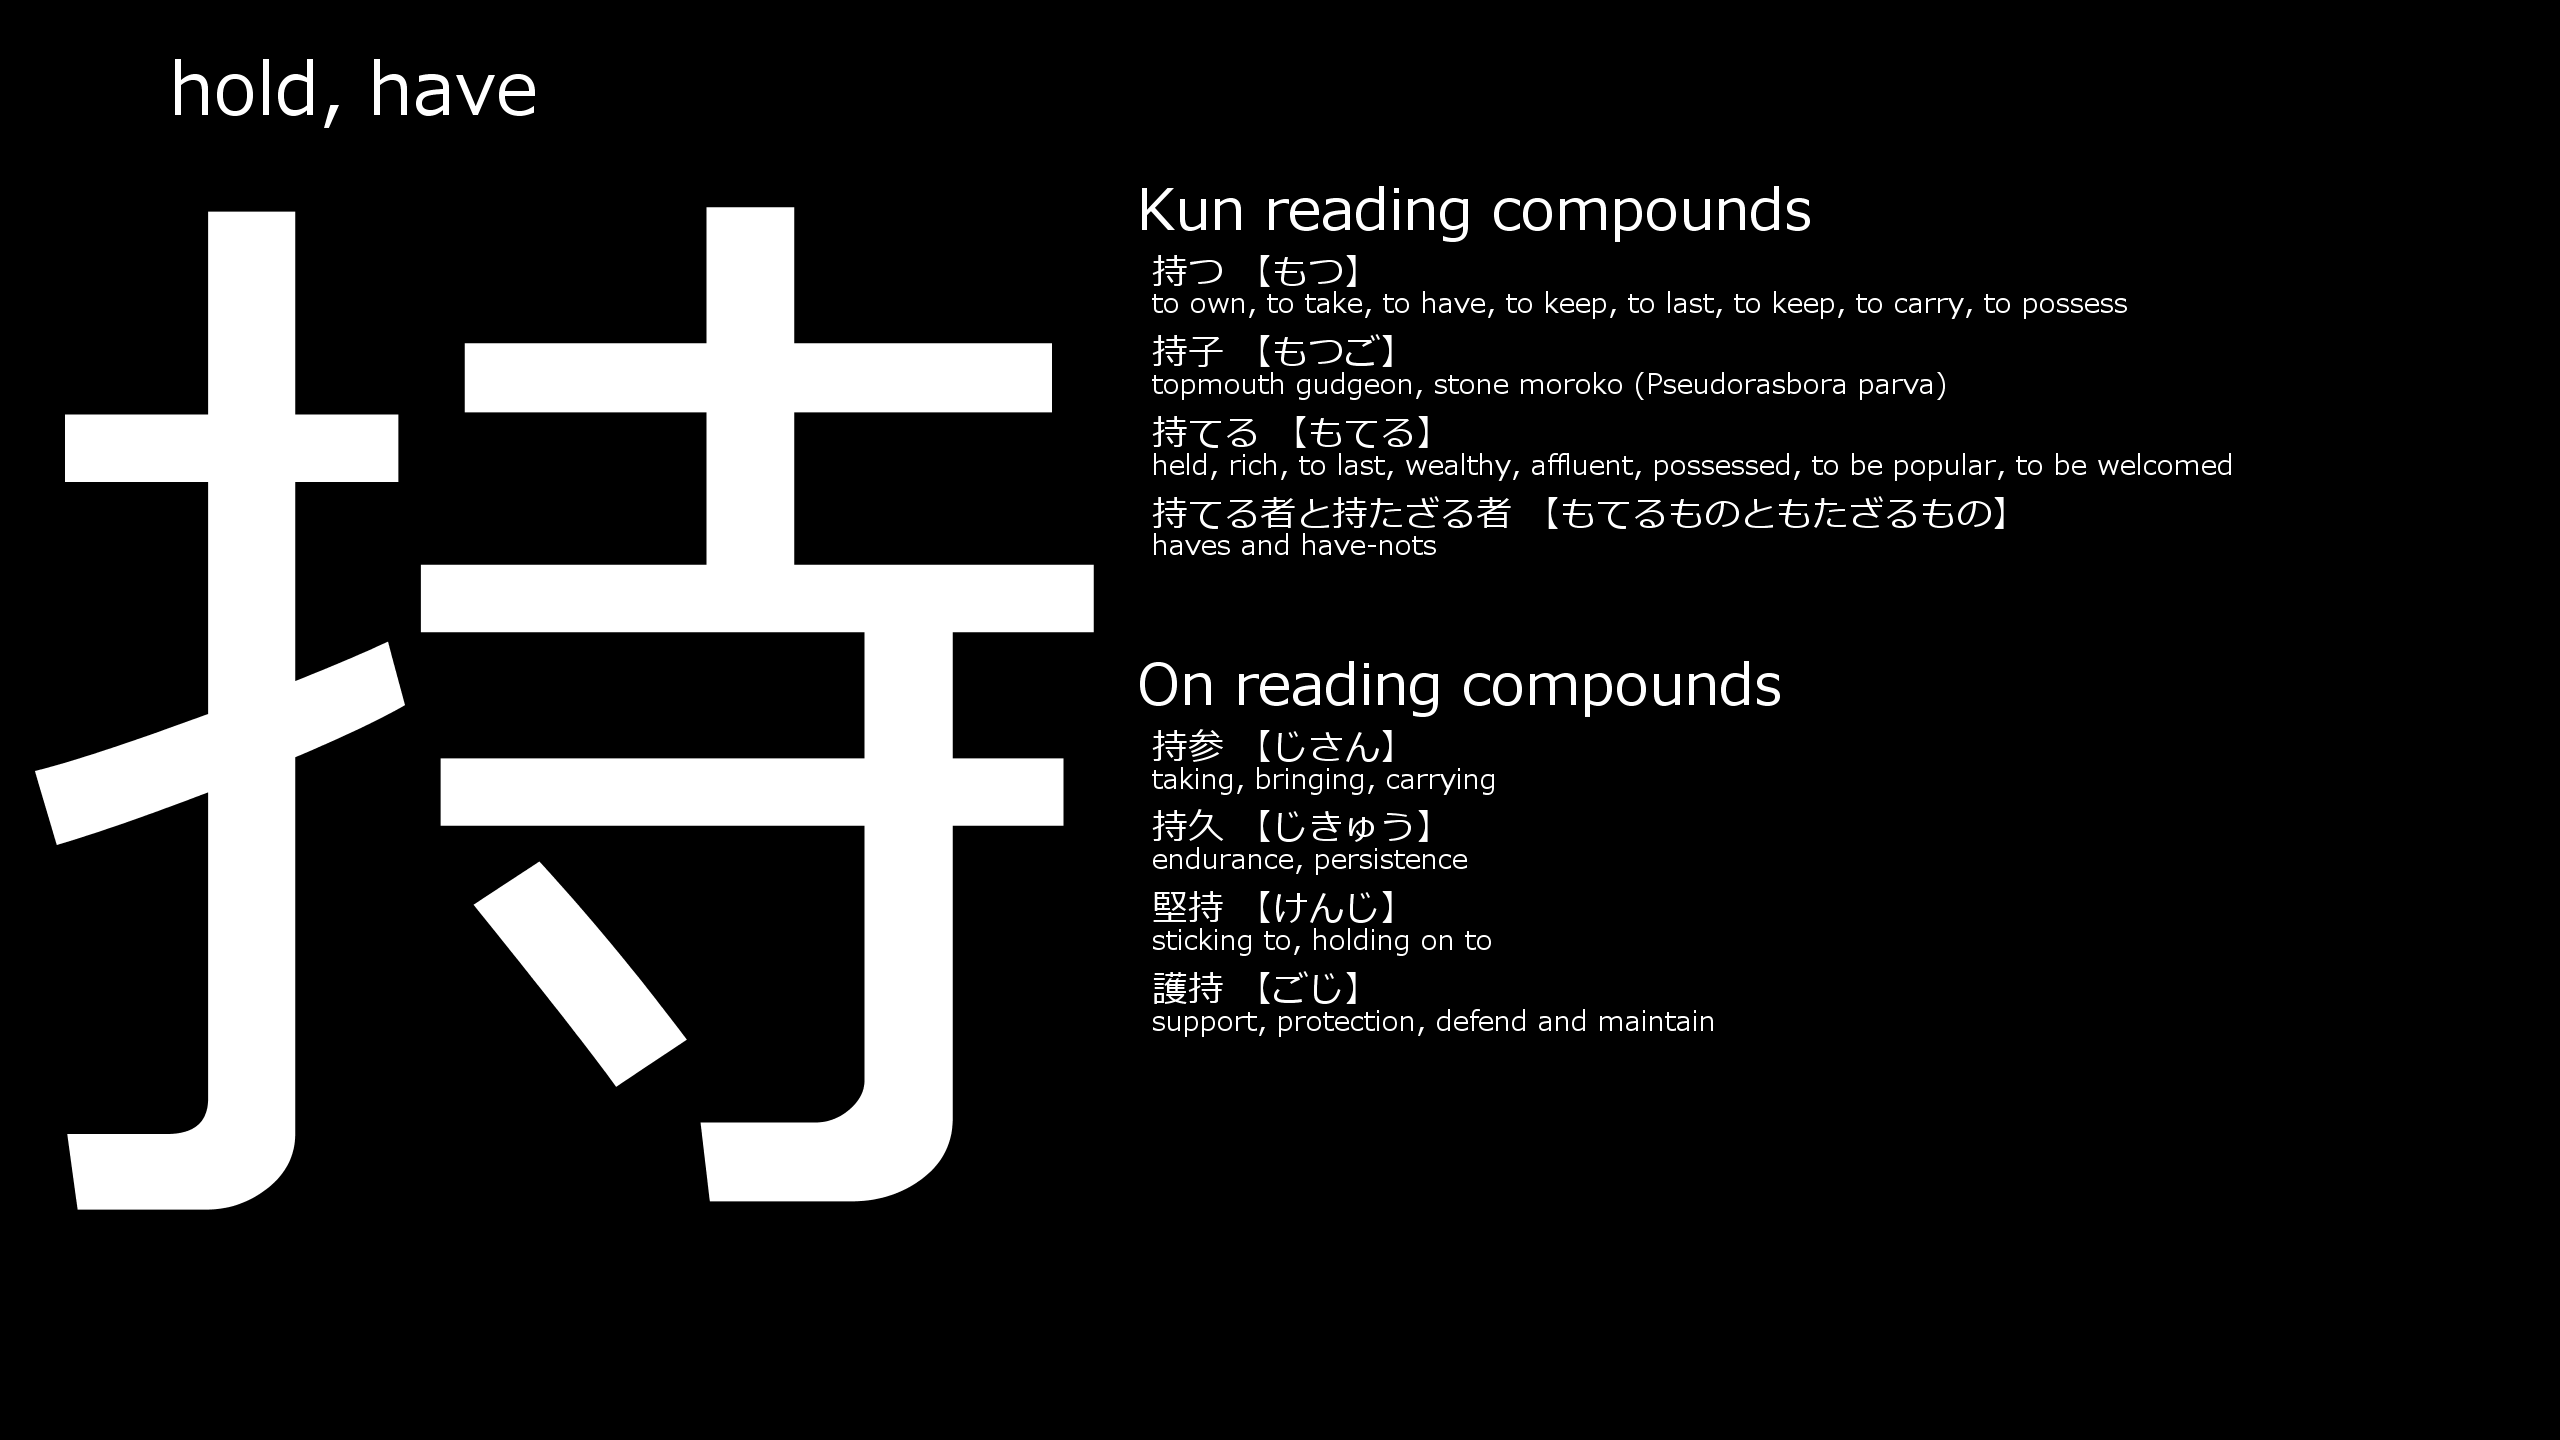 hold, have
持
Kun reading compounds
持つ 【もつ】
to own, to take, to have, to keep, to last, to keep, to carry, to possess
持子 【もつご】
topmouth gudgeon, stone moroko (Pseudorasbora parva)
持てる 【もてる】
held, rich, to last, wealthy, affluent, possessed, to be popular, to be welcomed
持てる者と持たざる者 【もてるものともたざるもの】
haves and have-nots
On reading compounds
持参 【じさん】
taking, bringing, carrying
持久 【じきゅう】
endurance, persistence
堅持 【けんじ】
sticking to, holding on to
護持 【ごじ】
support, protection, defend and maintain